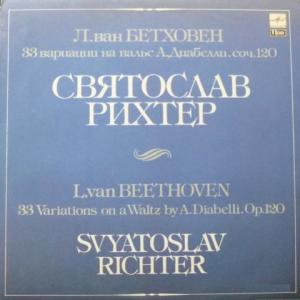 Л.ван БЕТХОВЕН
33 вариации на вальс А.Диабелли. соч. 120
СВЯТОСЛАВ
РИХТЕР
L.van BEETHOVEN
33 Variations on a Waltz by A. Diabelli. Op.120
SVYATOSLAV
RICHTER